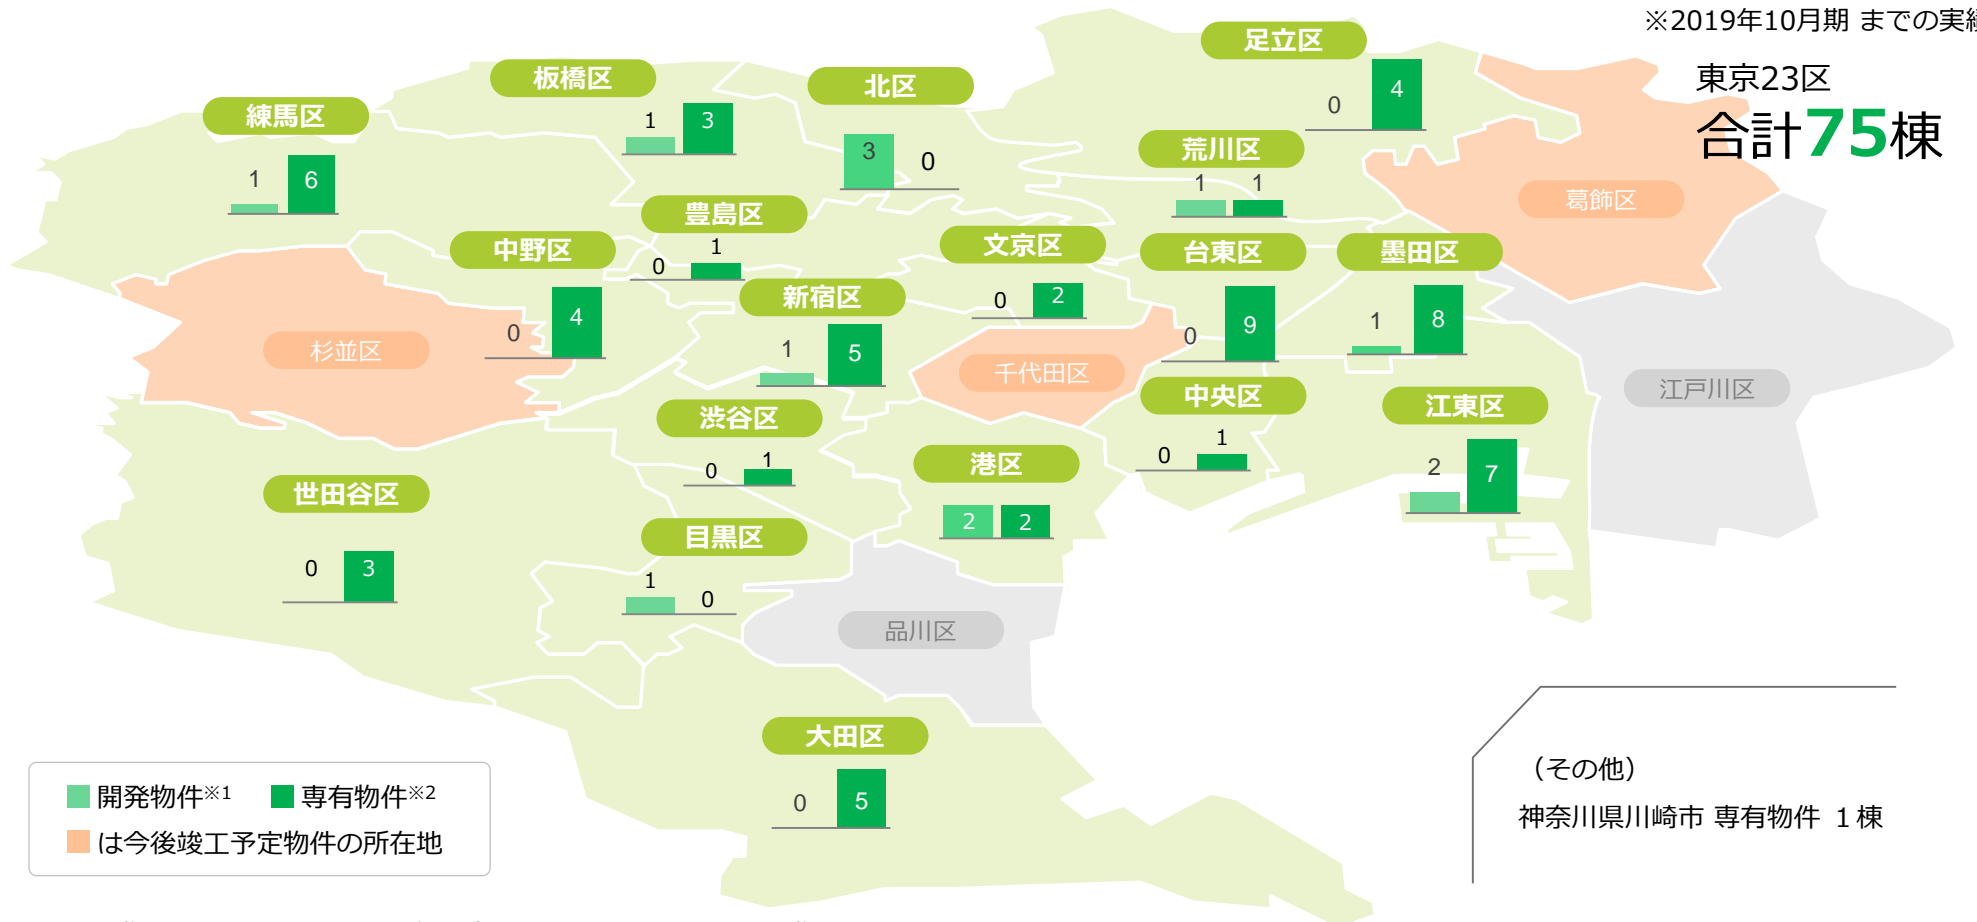 ※2019年10月期 までの実
東京23区
合計75棟
足立区
0 4
板橋区
1 3
北区
3 0
練馬区
1 6
荒川区
1 1
葛飾区
豊島区
0 1
中野区
0 4
文京区
0 2
台東区
0 9
墨田区
1 8
新宿区
1 5
杉並区
千代田区
江戸川区
渋谷区
0 1
中央区
0 1
江東区
2 7
港区
2 2
世田谷区
0 3
目黒区
1 0
品川区
大田区
0 5
開発物件※1 専有物件※2
は今後竣工予定物件の所在地
（その他）
神奈川県川崎市 専有物件 1棟